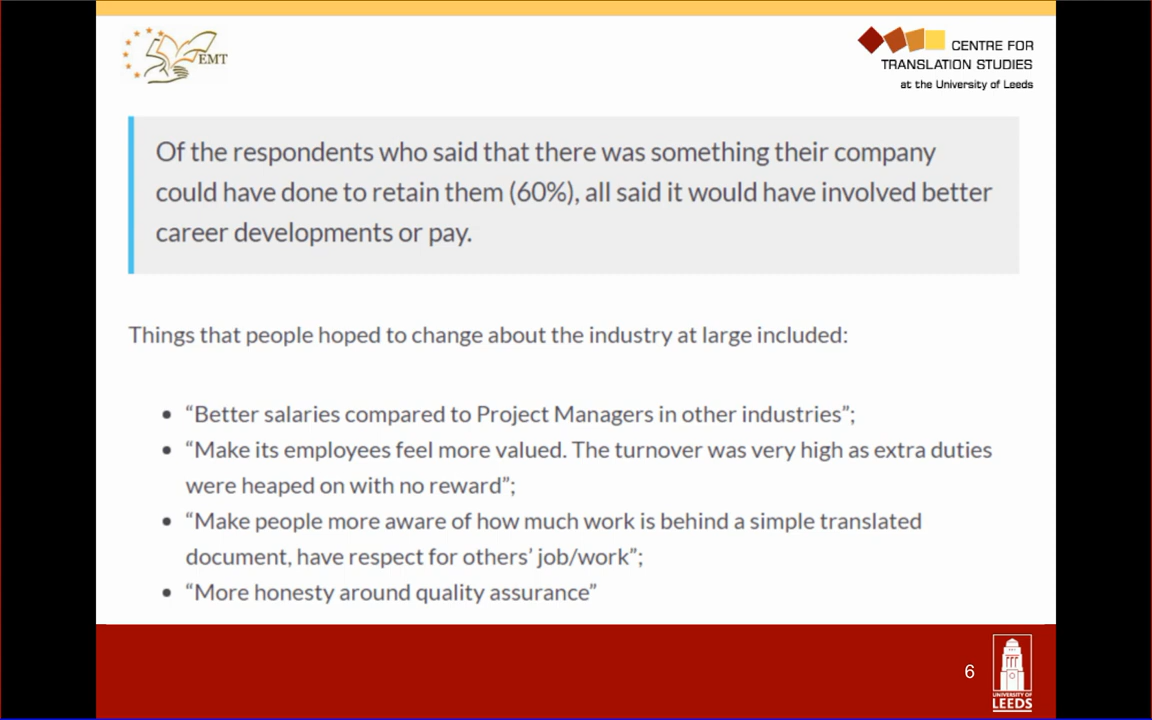 EMT
CENTRE FOR
TRANSLATION STUDIES
at the University of Leeds
Of the respondents who said that there was something their company
could have done to retain them (60%), all said it would have involved better
career developments or pay.
Things that people hoped to change about the industry at large included:
• “Better salaries compared to Project Managers in other industries”;
• “Make its employees feel more valued. The turnover was very high as extra duties
were heaped on with no reward”;
• “Make people more aware of how much work is behind a simple translated
document, have respect for others’ job/work”;
• “More honesty around quality assurance”
6
UNIVERSITY OF
LEEDS